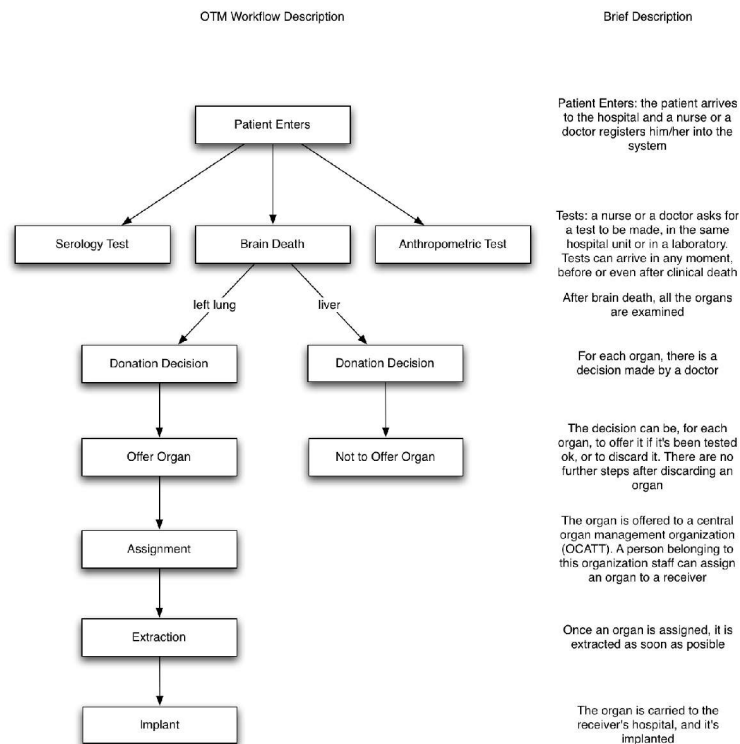 OTM Workflow Description
Brief Description
Patient Enters
Patient Enters: the patient arrives
to the hospital and a nurse or a
doctor registers him/her into the
system
Serology Test
Brain Death
Anthropometric Test
Tests: a nurse or a doctor asks for
a test to be made, in the same
hospital unit or in a laboratory.
Tests can arrive in any moment,
before or even after clinical death
left lung
liver
After brain death, all the organs
are examined
Donation Decision
Donation Decision
For each organ, there is a
decision made by a doctor
Offer Organ
Not to Offer Organ
The decision can be, for each
organ, to offer it if it's been tested
ok, or to discard it. There are no
further steps after discarding an
organ
Assignment
The organ is offered to a central
organ management organization
(OCATT). A person belonging to
this organization staff can assign
an organ to a receiver
Extraction
Once an organ is assigned, it is
extracted as soon as posible
Implant
The organ is carried to the
receiver's hospital, and it's
implanted